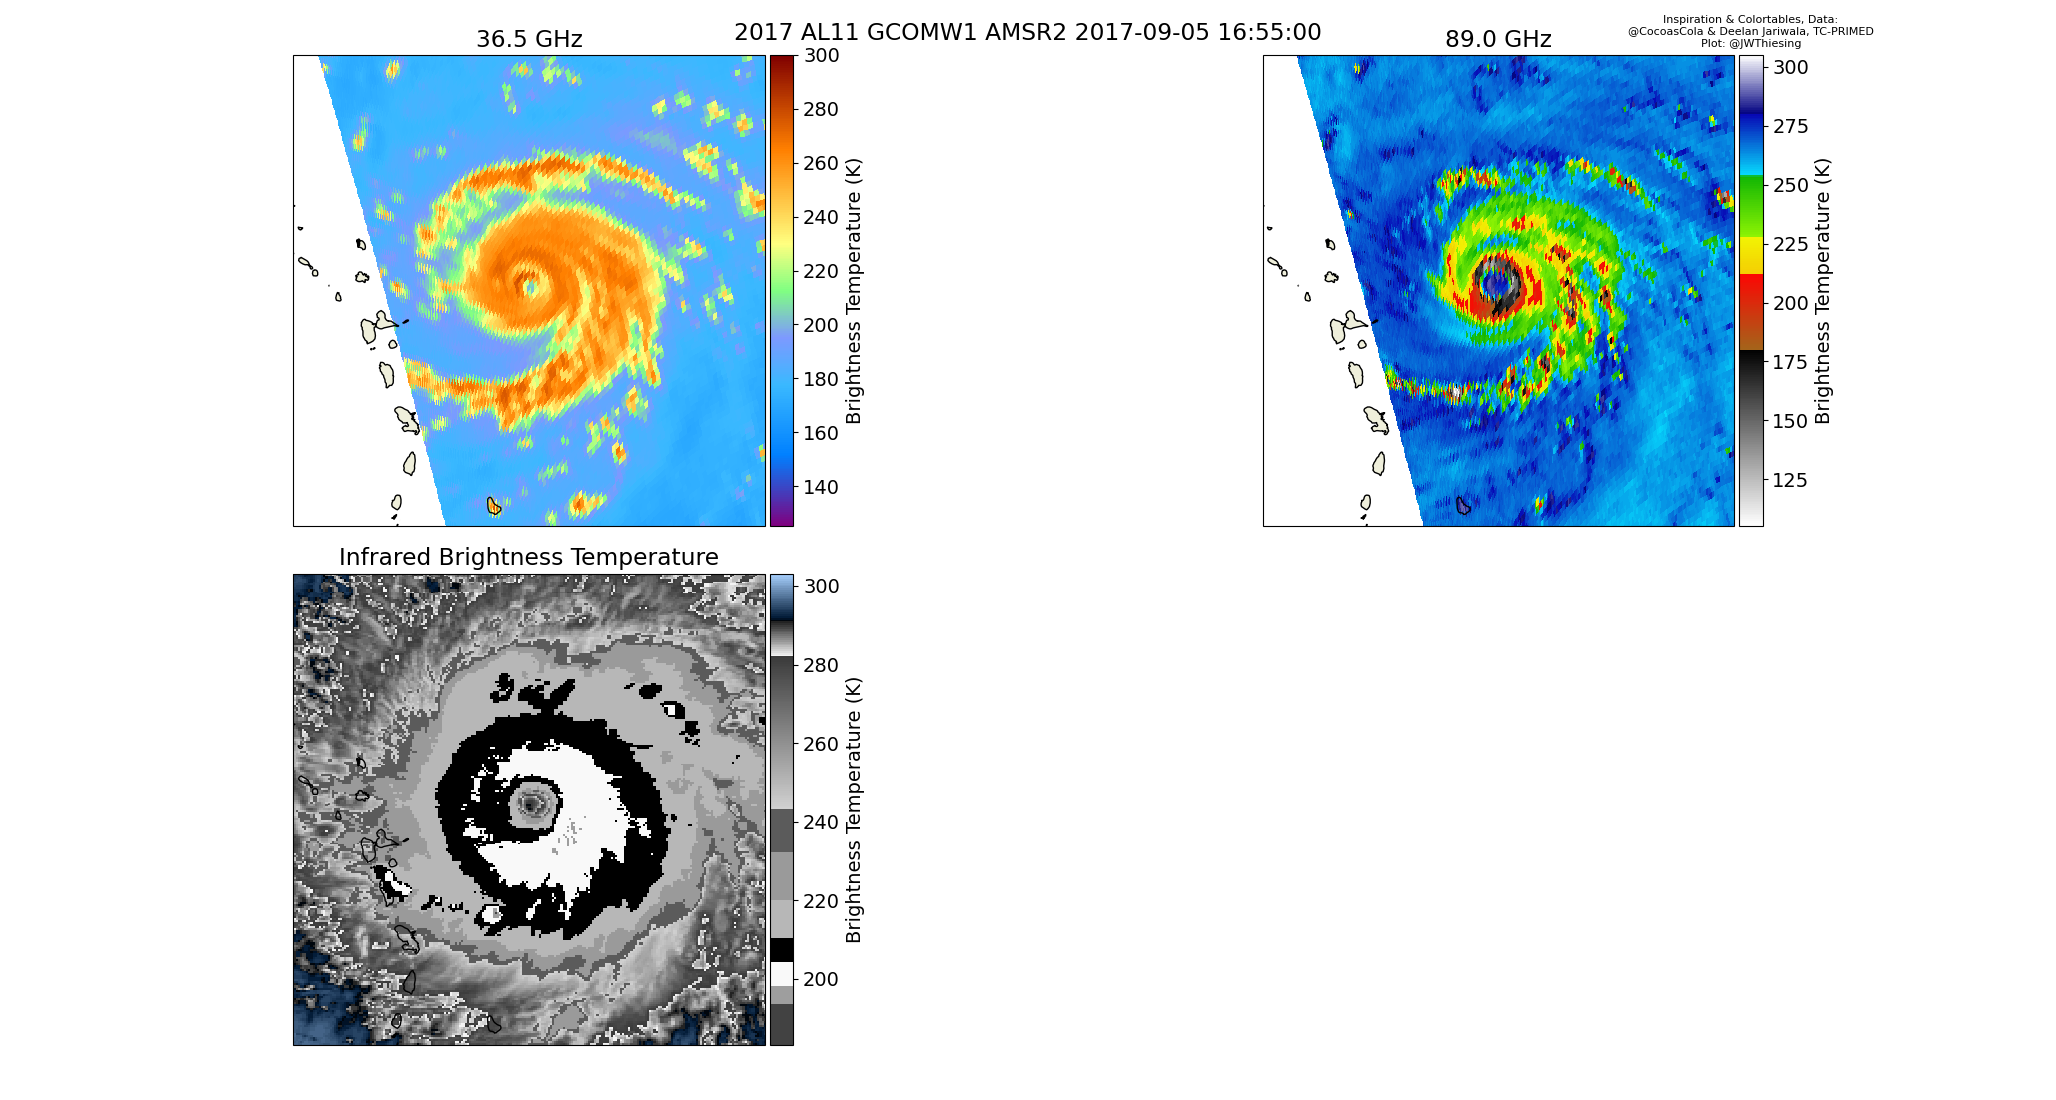 2017 AL11 GCOMW1 AMSR2 2017-09-05 16:55:00
Inspiration & Colortables, Data:
@CocoasCola & Deelan Jariwala, TC-PRIMED
Plot: @JWThiesing
36.5 GHz
300
280
260
240
220
200
180
160
140
Brightness Temperature (K)
89.0 GHz
300
275
250
225
200
175
150
125
Brightness Temperature (K)
Infrared Brightness Temperature
300
280
260
240
220
200
Brightness Temperature (K)